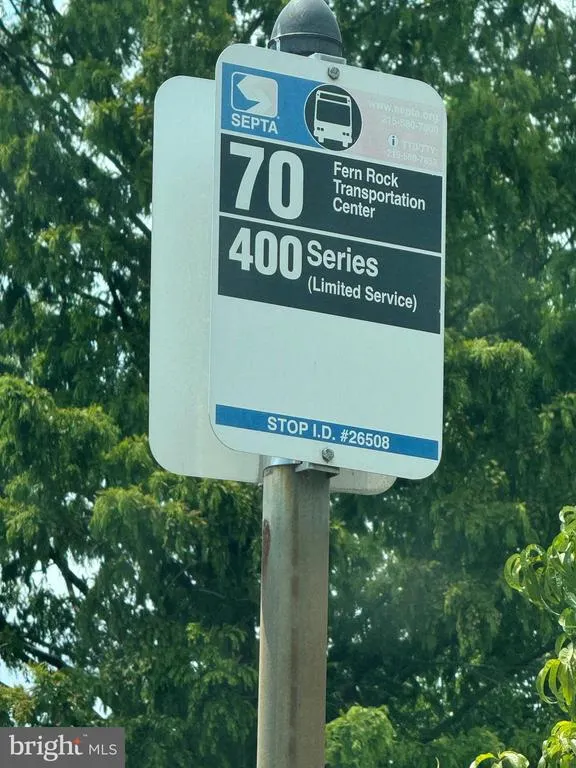 SEPTA
www.septa.org
215-580-7800
TTD/TTY
215-580-7853
70 Fern Rock
Transportation
Center
400 Series
(Limited Service)
STOP I.D. #26508
bright MLS